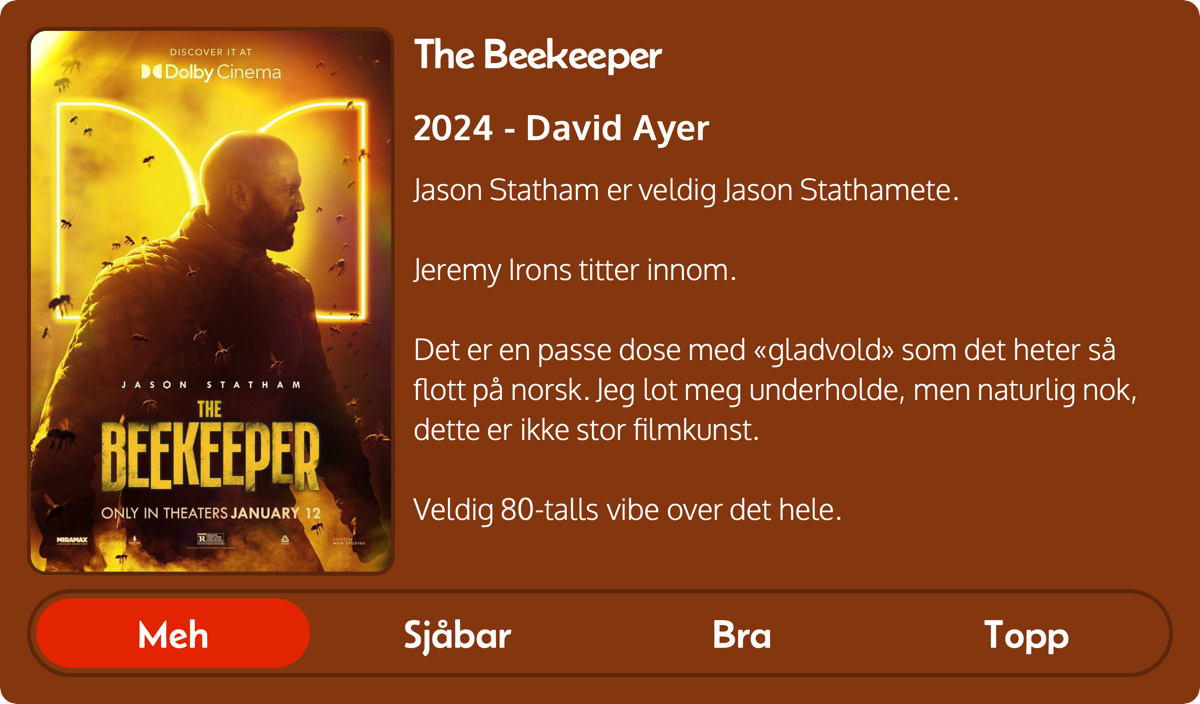 DISCOVER IT AT
Dolby Cinema
JASON STATHAM
THE
BEEKEEPER
ONLY IN THEATERS JANUARY 12
MIRAMAX
R
The Beekeeper
2024 - David Ayer
Jason Statham er veldig Jason Stathamete.
Jeremy Irons titter innom.
Det er en passe dose med «gladvold» som det heter så
flott på norsk. Jeg lot meg underholde, men naturlig nok,
dette er ikke stor filmkunst.
Veldig 80-talls vibe over det hele.
Meh
Sjåbar
Bra
Topp